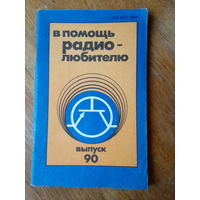 в помощь
радио-
любителю
выпуск
90